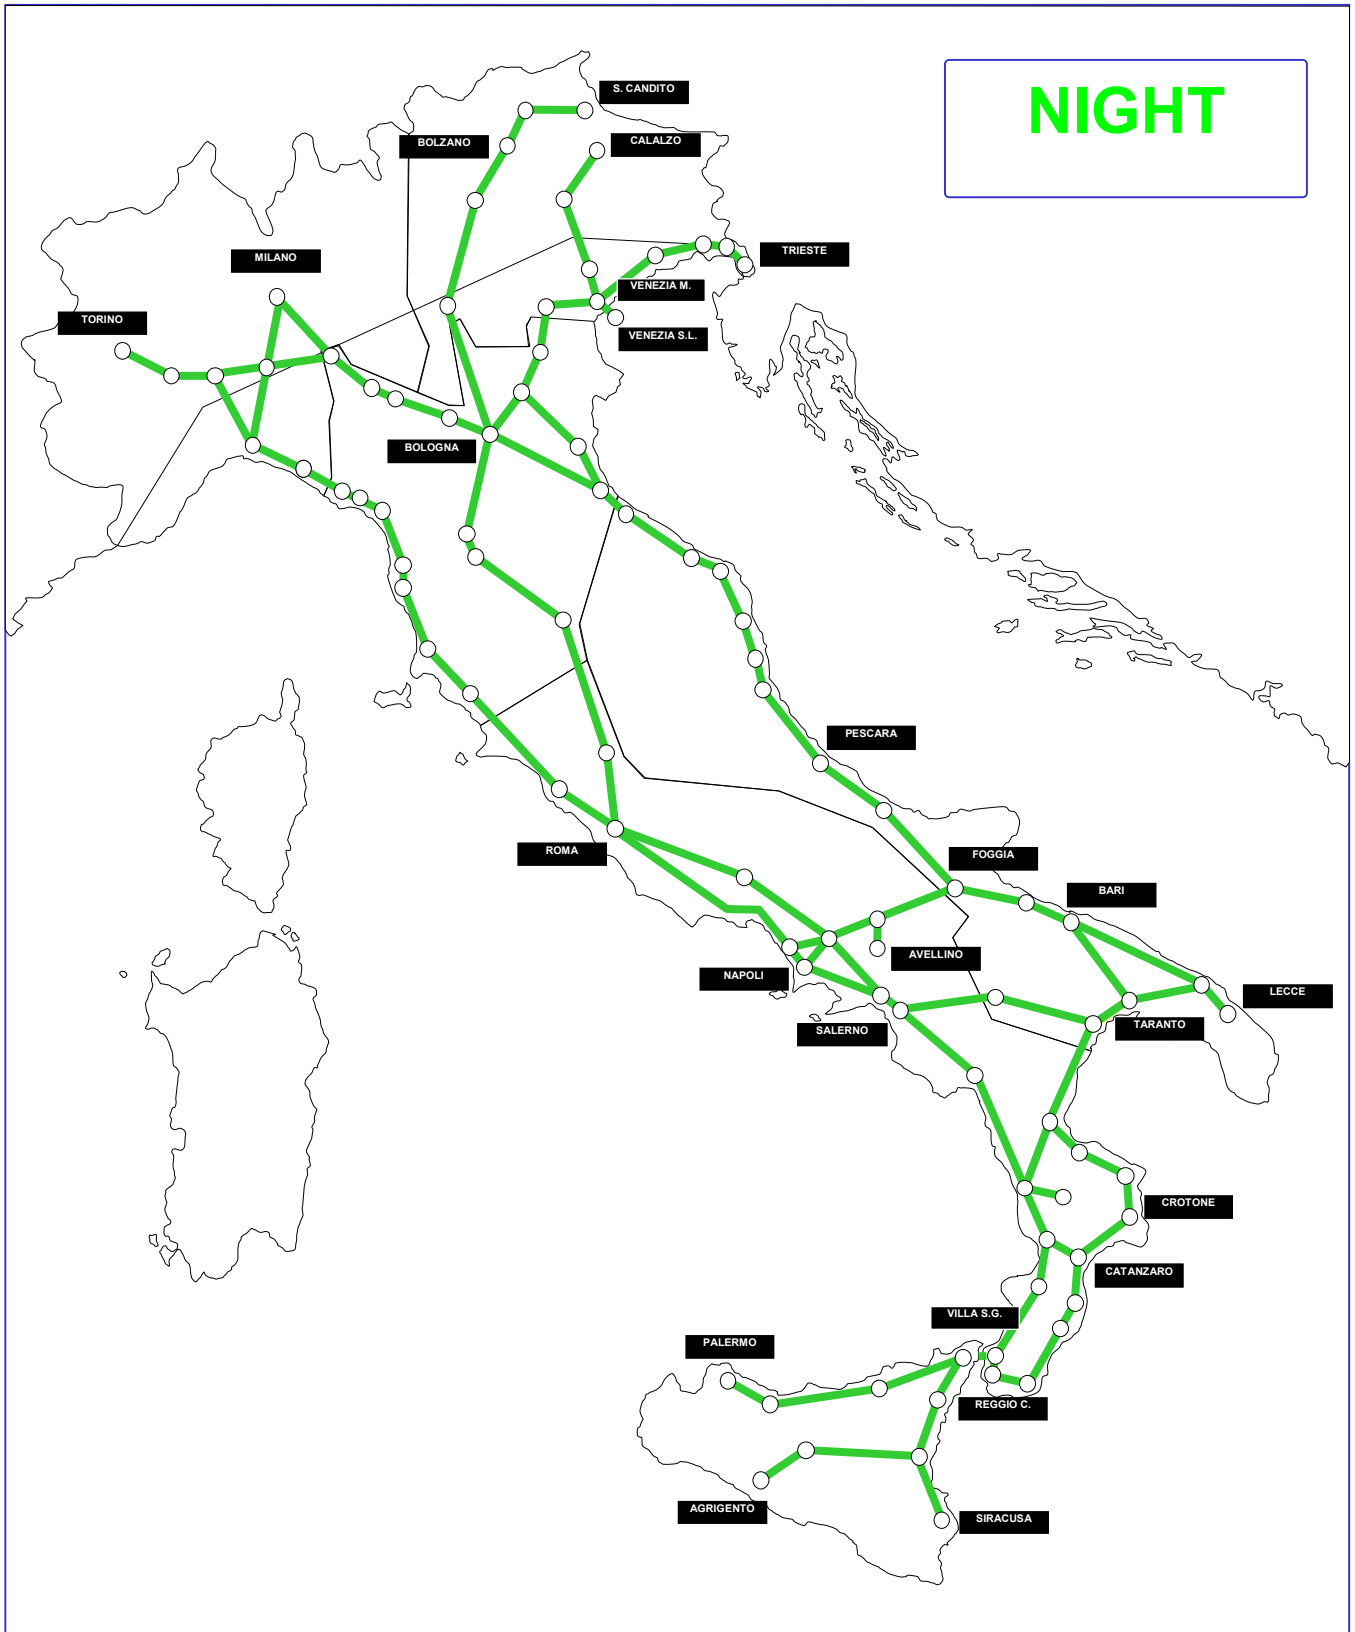 NIGHT
S. CANDITO
BOLZANO
CALALZO
TRIESTE
MILANO
VENEZIA M.
TORINO
VENEZIA S.L.
BOLOGNA
PESCARA
ROMA
FOGGIA
BARI
AVELLINO
NAPOLI
LECCE
SALERNO
TARANTO
CROTONE
CATANZARO
VILLA S.G.
PALERMO
REGGIO C.
AGRIGENTO
SIRACUSA